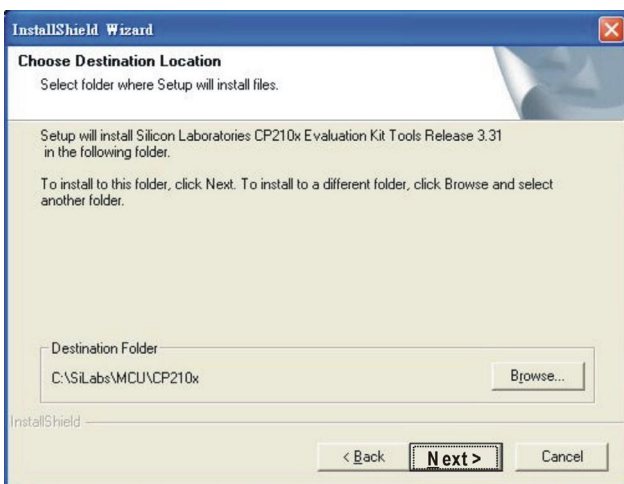 InstallShield Wizard
Choose Destination Location
Select folder where Setup will install files.
Setup will install Silicon Laboratories CP210x Evaluation Kit Tools Release 3.31
in the following folder.
To install to this folder, click Next. To install to a different folder, click Browse and select
another folder.
Destination Folder
C:\SiLabs\MCU\CP210x
Browse...
InstallShield
< Back
Next >
Cancel